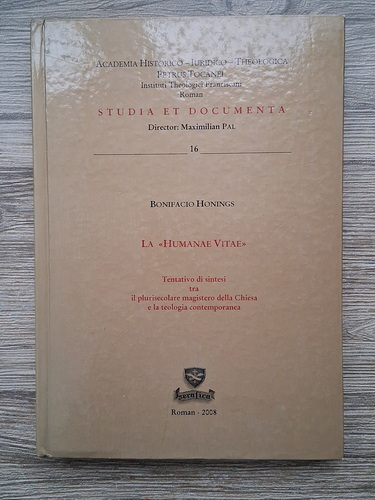 Academia Historico – Iuridico – Theologica
Petrus Tocanel
Instituti Theologici Franciscani
Roman
STUDIA ET DOCUMENTA
Director: Maximilian Pal
16
Bonifacio Honings
La «Humanae Vitae»
Tentativo di sintesi
tra
il plurisecolare magistero della Chiesa
e la teologia contemporanea
serafica
Roman - 2008